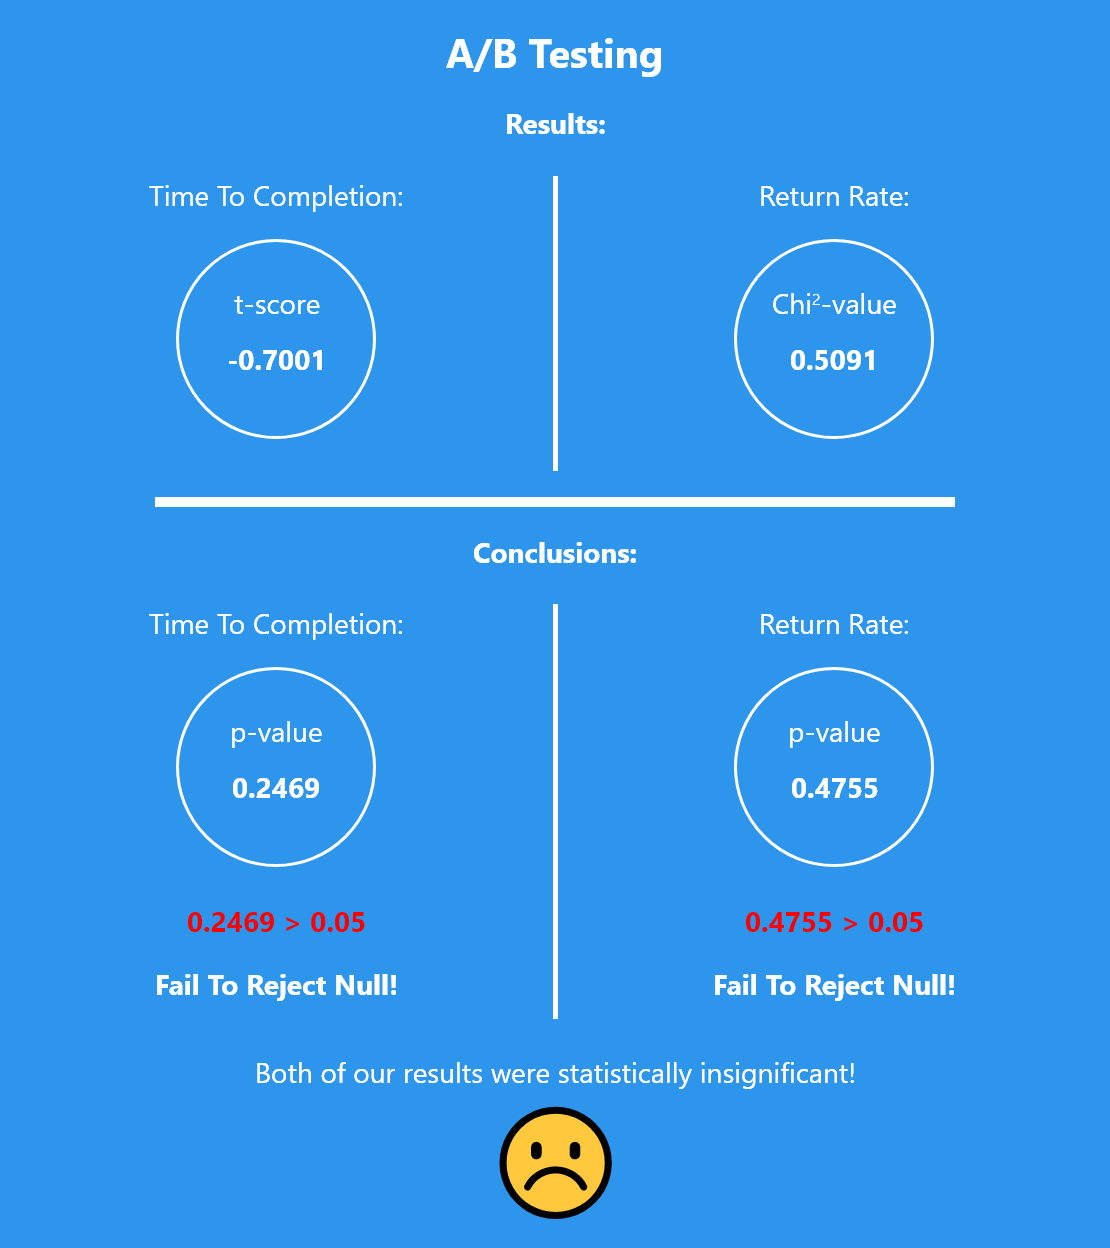 A/B Testing
Results:
Time To Completion:
t-score
-0.7001
Return Rate:
Chi²-value
0.5091
Conclusions:
Time To Completion:
p-value
0.2469
0.2469 > 0.05
Fail To Reject Null!
Return Rate:
p-value
0.4755
0.4755 > 0.05
Fail To Reject Null!
Both of our results were statistically insignificant!